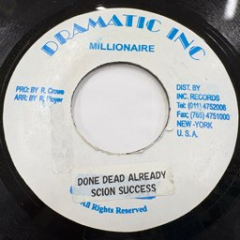 DRAMATIC INC
MILLIONAIRE
PRO: BY R. Crowe
ARR: BY R. Player
DIST. BY
INC. RECORDS
Tel: (011) 4752006
Fax: (765) 4751000
NEW-YORK
U. S. A.
DONE DEAD ALREADY
SCION SUCCESS
All Rights Reserved